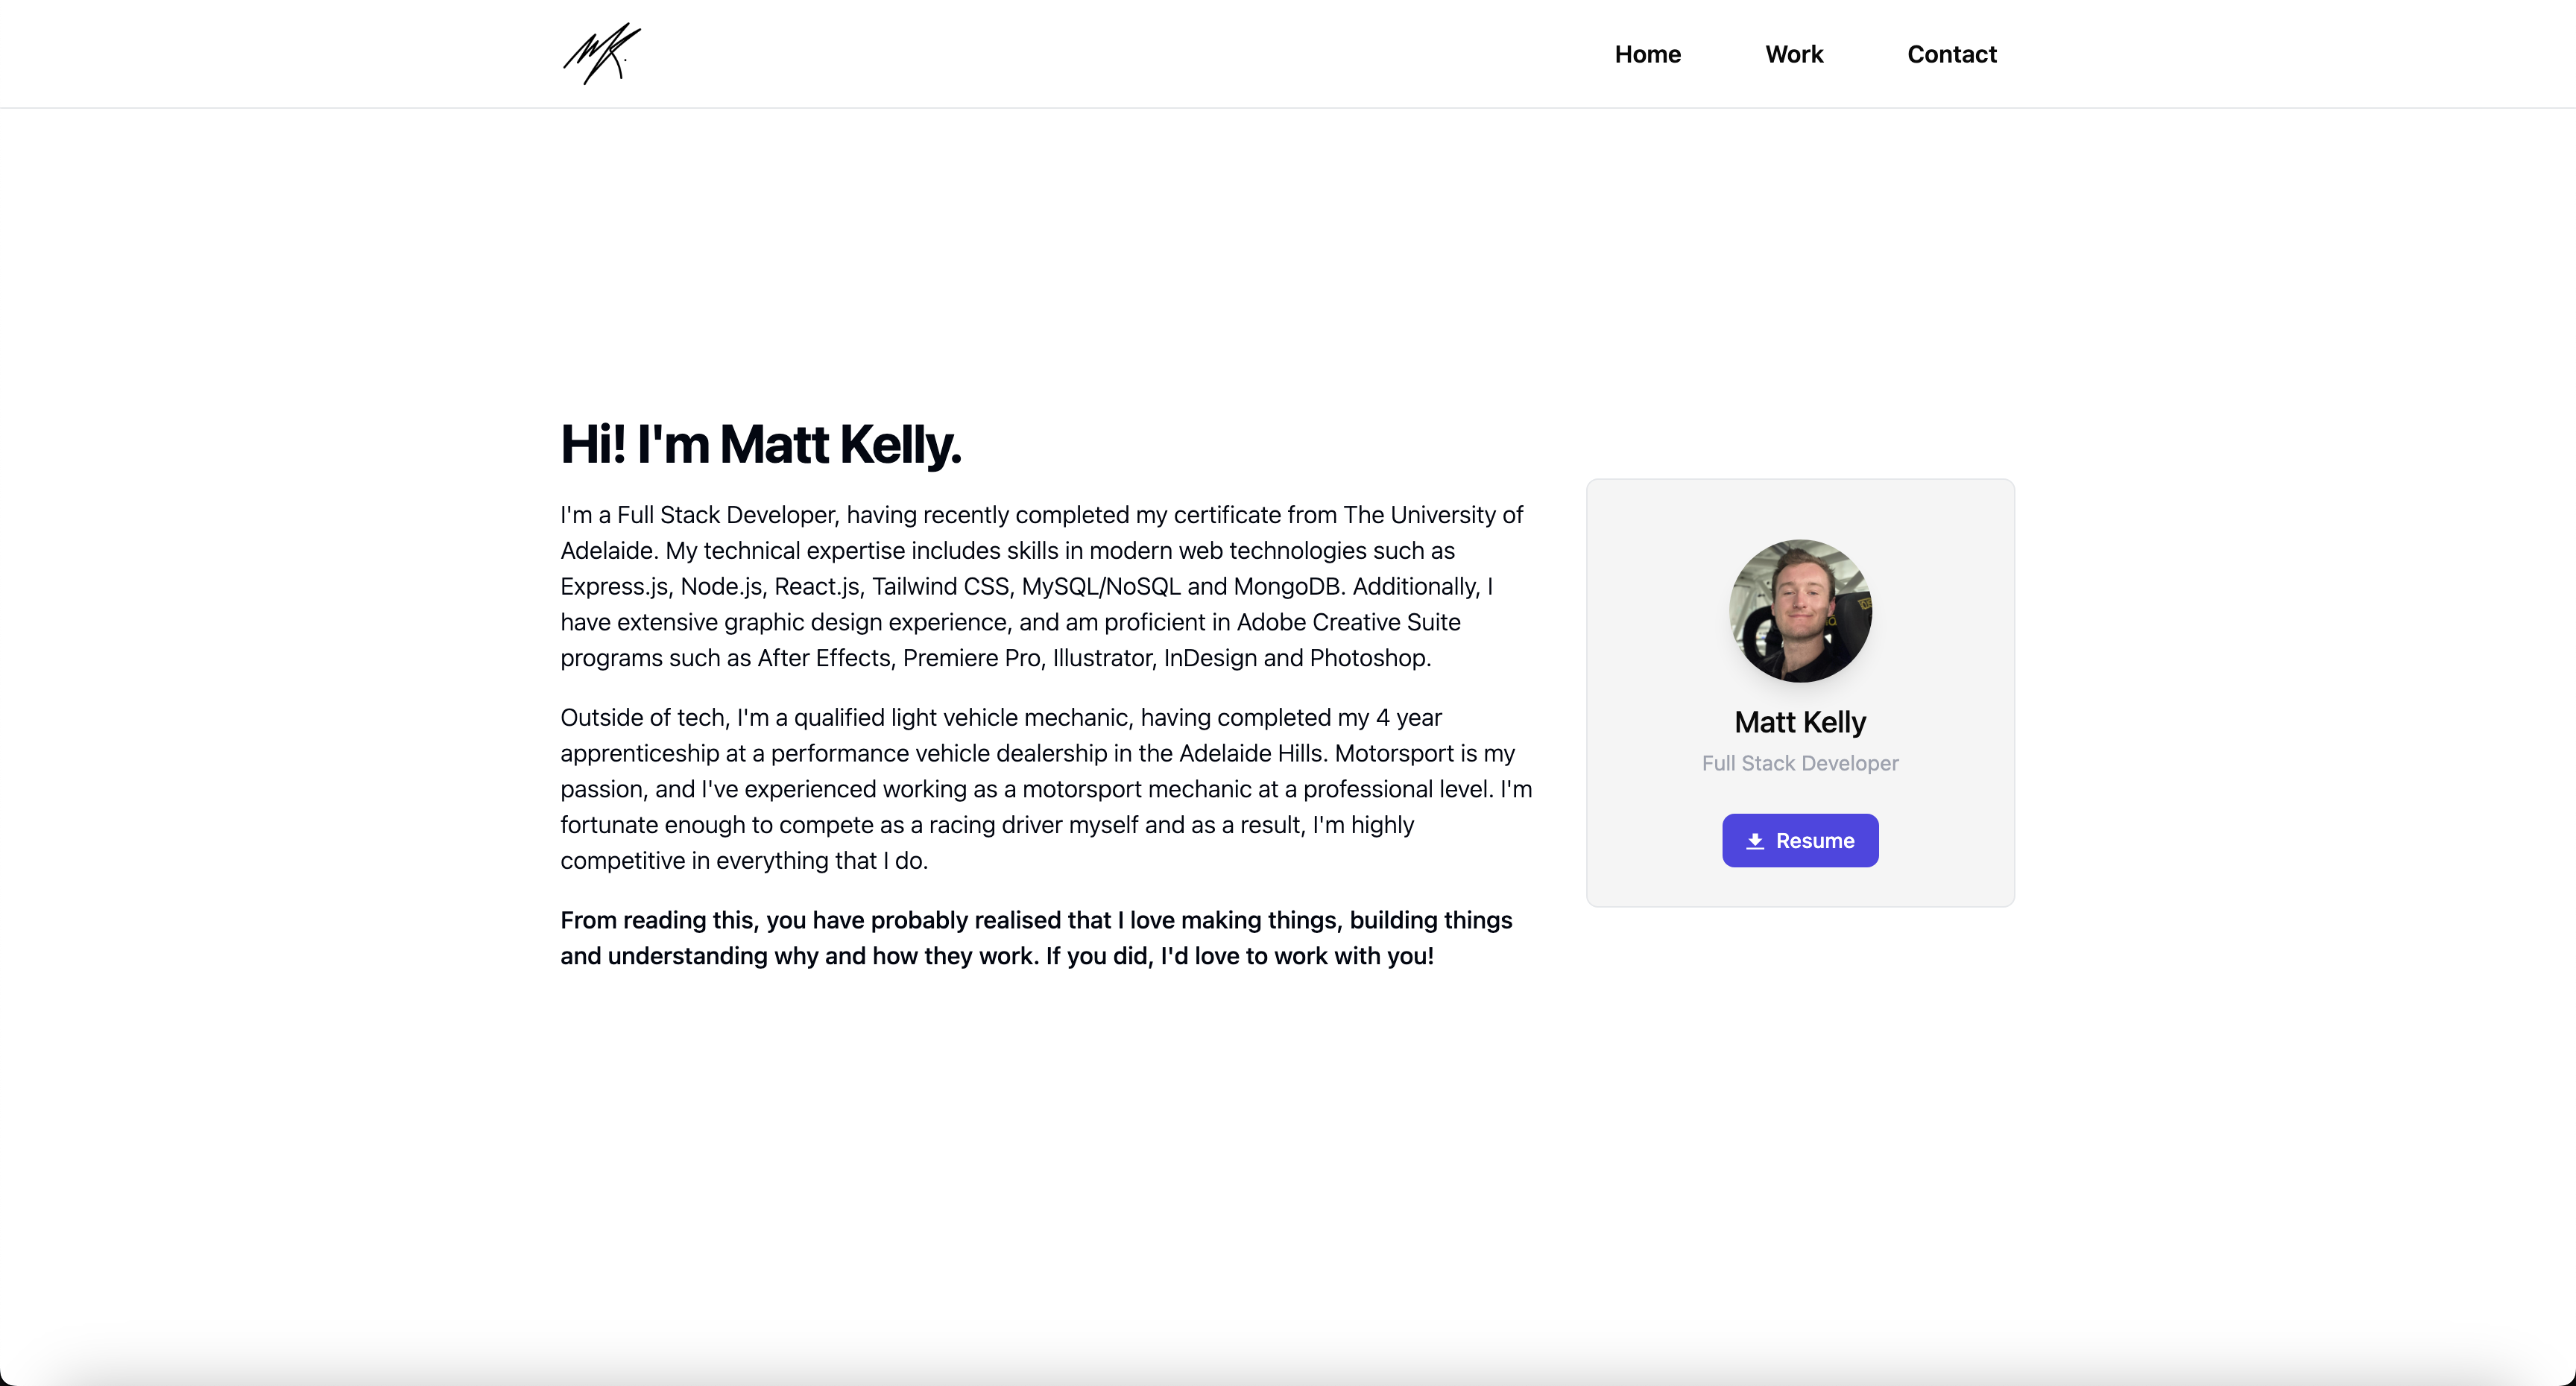 MK.
Home Work Contact
Hi! I'm Matt Kelly.
I'm a Full Stack Developer, having recently completed my certificate from The University of
Adelaide. My technical expertise includes skills in modern web technologies such as
Express.js, Node.js, React.js, Tailwind CSS, MySQL/NoSQL and MongoDB. Additionally, I
have extensive graphic design experience, and am proficient in Adobe Creative Suite
programs such as After Effects, Premiere Pro, Illustrator, InDesign and Photoshop.
Outside of tech, I'm a qualified light vehicle mechanic, having completed my 4 year
apprenticeship at a performance vehicle dealership in the Adelaide Hills. Motorsport is my
passion, and I've experienced working as a motorsport mechanic at a professional level. I'm
fortunate enough to compete as a racing driver myself and as a result, I'm highly
competitive in everything that I do.
From reading this, you have probably realised that I love making things, building things
and understanding why and how they work. If you did, I'd love to work with you!
Matt Kelly
Full Stack Developer
Resume